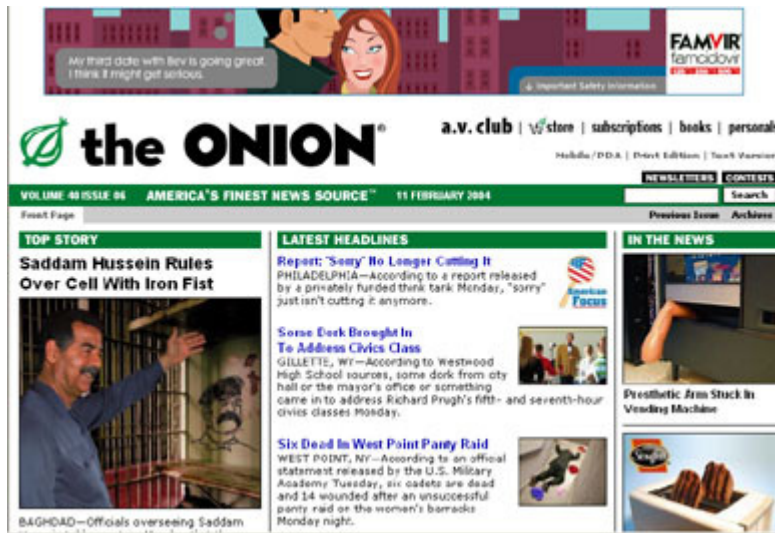 My third date with Bev is going great.
I think it might get serious.
FAMVIR
famciclovir
Important Safety Information
the ONION®
a.v. club | store | subscriptions | books | personals
Mobile/PDA | Print Edition | Text Version
NEWSLETTERS CONTESTS
VOLUME 40 ISSUE 06 AMERICA'S FINEST NEWS SOURCE™ 11 FEBRUARY 2004
Search
Front Page
Previous Issue Archives
TOP STORY
Saddam Hussein Rules
Over Cell With Iron Fist
BAGHDAD—Officials overseeing Saddam
LATEST HEADLINES
Report: "Sorry" No Longer Cutting It
PHILADELPHIA—According to a report released
by a privately funded think tank Monday, "sorry"
just isn't cutting it anymore.
American
Focus
Some Dork Brought In
To Address Civics Class
GILLETTE, WY—According to Westwood
High School sources, some dork from city
hall or the mayor's office or something
came in to address Richard Prugh's fifth- and seventh-hour
civics classes Monday.
Six Dead In West Point Panty Raid
WEST POINT, NY—According to an official
statement released by the U.S. Military
Academy Tuesday, six cadets are dead
and 14 wounded after an unsuccessful
panty raid on the women's barracks
Monday night.
IN THE NEWS
Prosthetic Arm Stuck In
Vending Machine